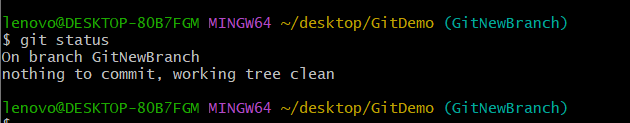 lenovo@DESKTOP-80B7FGM MINGW64 ~/desktop/GitDemo (GitNewBranch)
$ git status
On branch GitNewBranch
nothing to commit, working tree clean
lenovo@DESKTOP-80B7FGM MINGW64 ~/desktop/GitDemo (GitNewBranch)
$